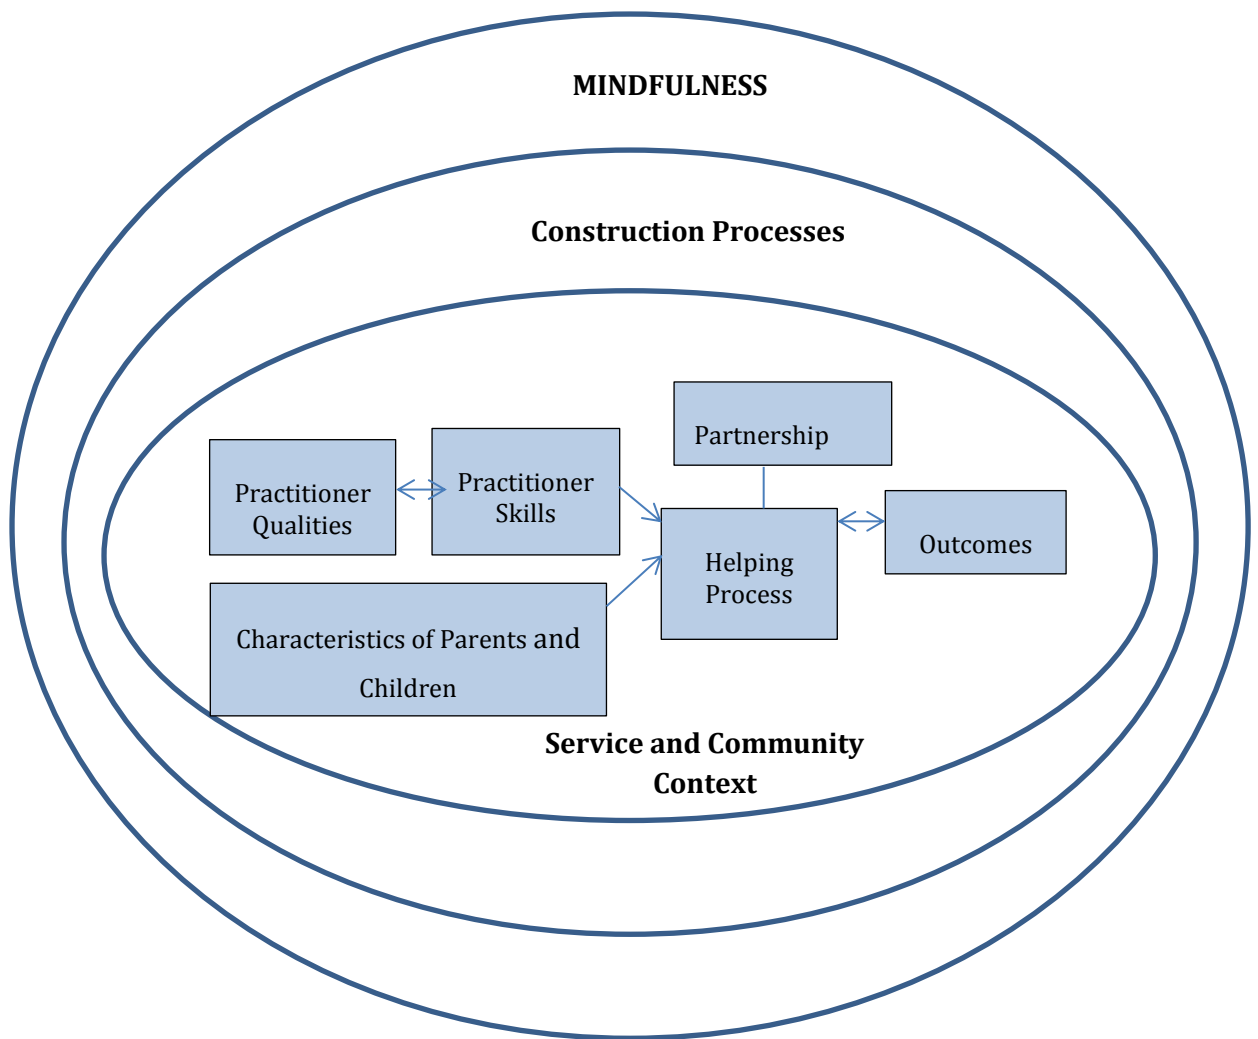 MINDFULNESS
Construction Processes
Partnership
Practitioner
Qualities
Practitioner
Skills
Outcomes
Helping
Process
Characteristics of Parents and
Children
Service and Community
Context